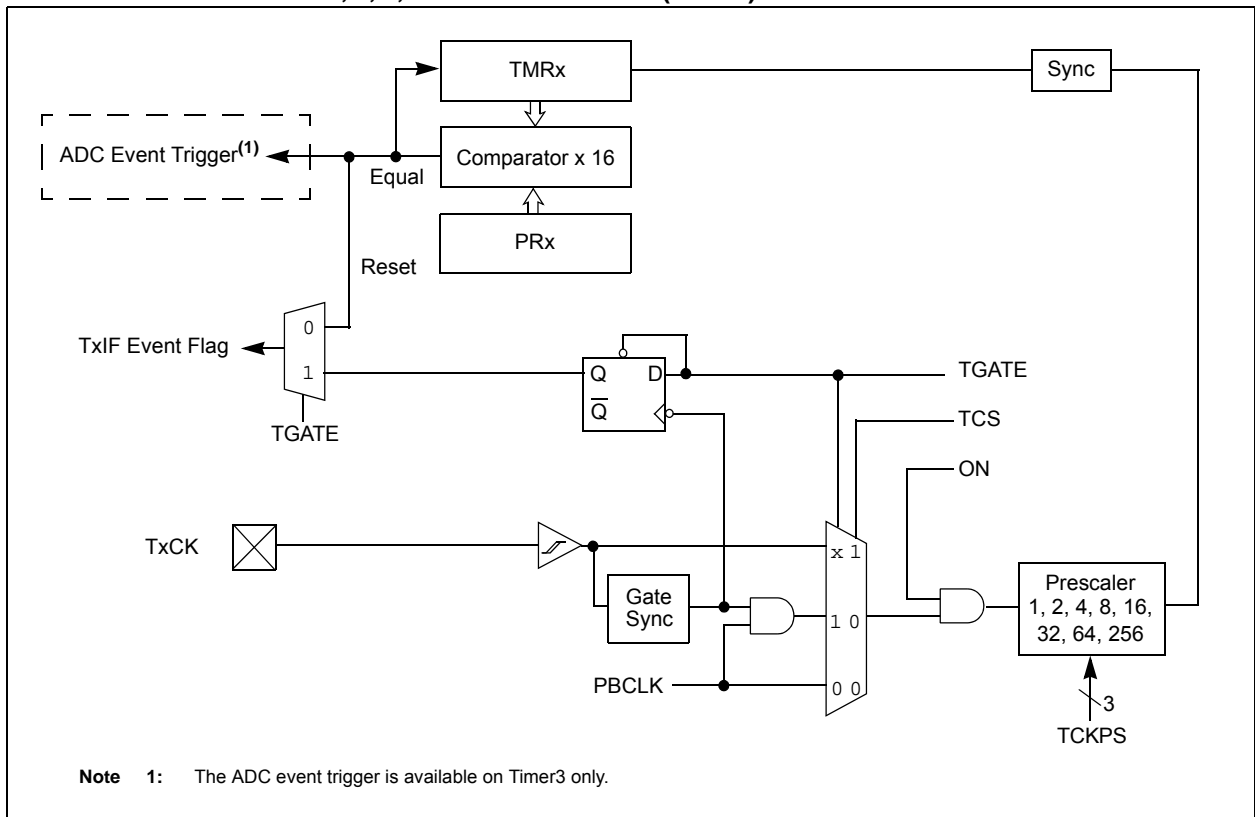 TMRx
Sync
ADC Event Trigger(1)
Comparator x 16
Equal
PRx
Reset
0
TxIF Event Flag
1
Q D
Q
TGATE
TGATE
TCS
ON
TxCK
x 1
Gate
Sync
1 0
Prescaler
1, 2, 4, 8, 16,
32, 64, 256
PBCLK
0 0
3
TCKPS
Note 1: The ADC event trigger is available on Timer3 only.